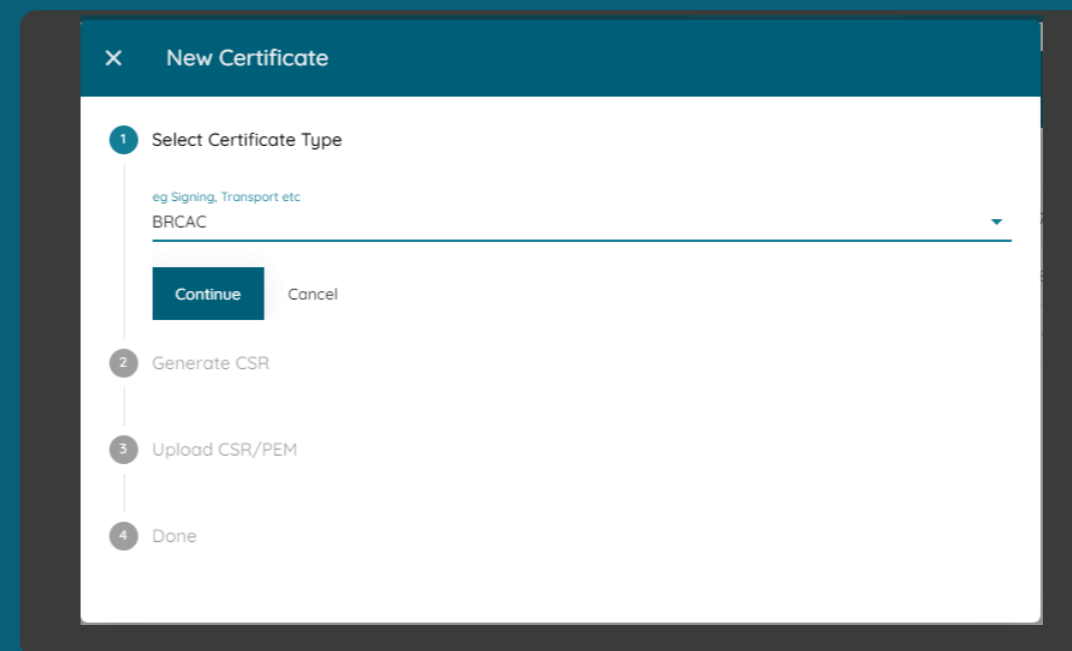 New Certificate
1 Select Certificate Type
eg Signing, Transport etc
BRCAC
Continue Cancel
2 Generate CSR
3 Upload CSR/PEM
4 Done